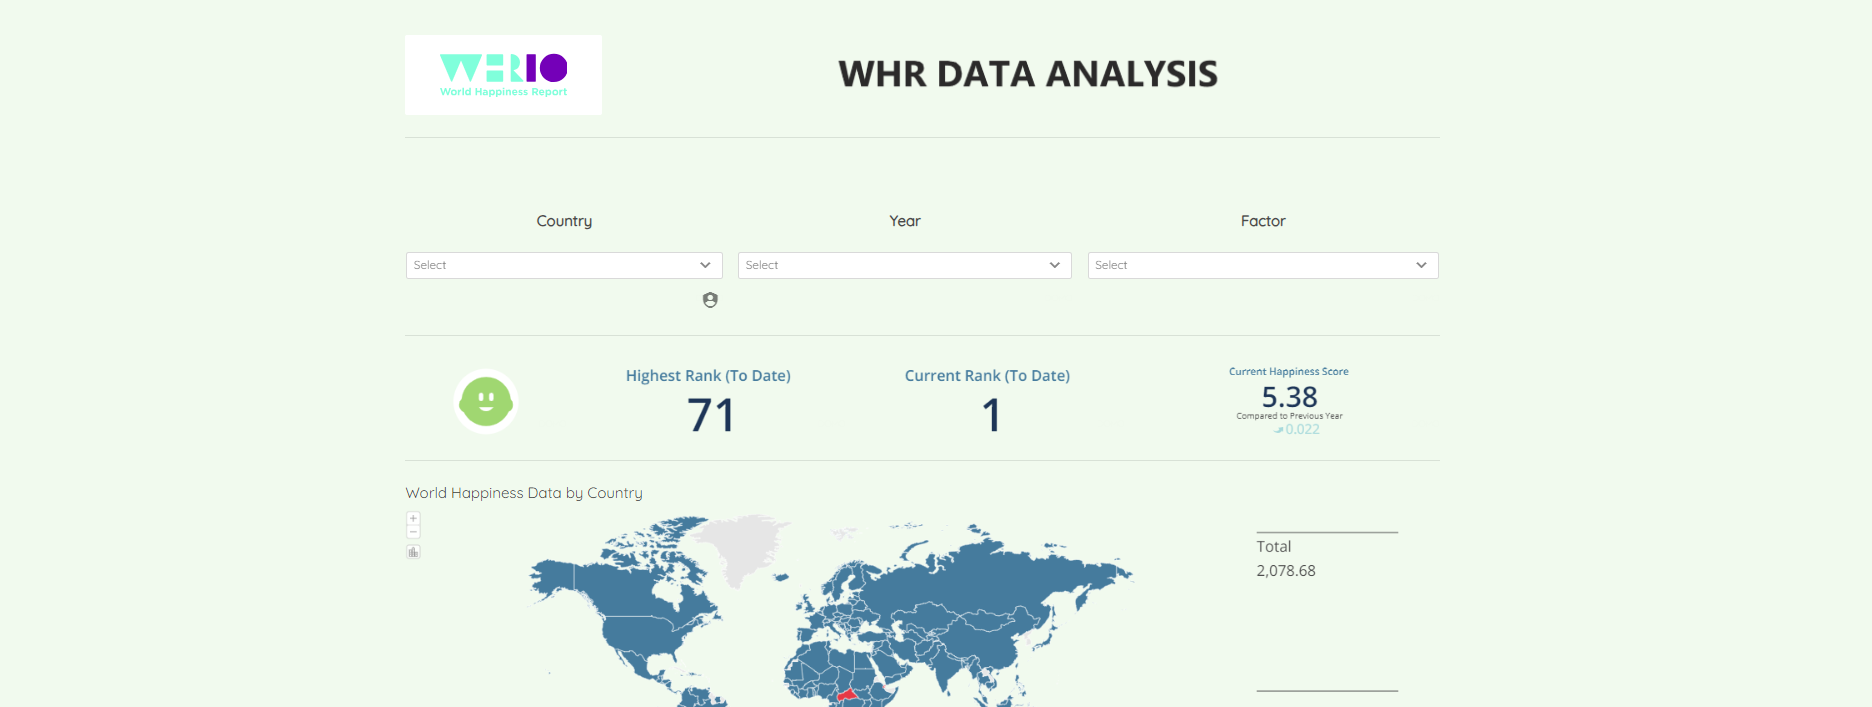 WHR10
World Happiness Report
WHR DATA ANALYSIS
Country
Year
Factor
Select
Select
Select
Highest Rank (To Date)
71
Current Rank (To Date)
1
Current Happiness Score
5.38
Compared to Previous Year
0.022
World Happiness Data by Country
+
−
Total
2,078.68